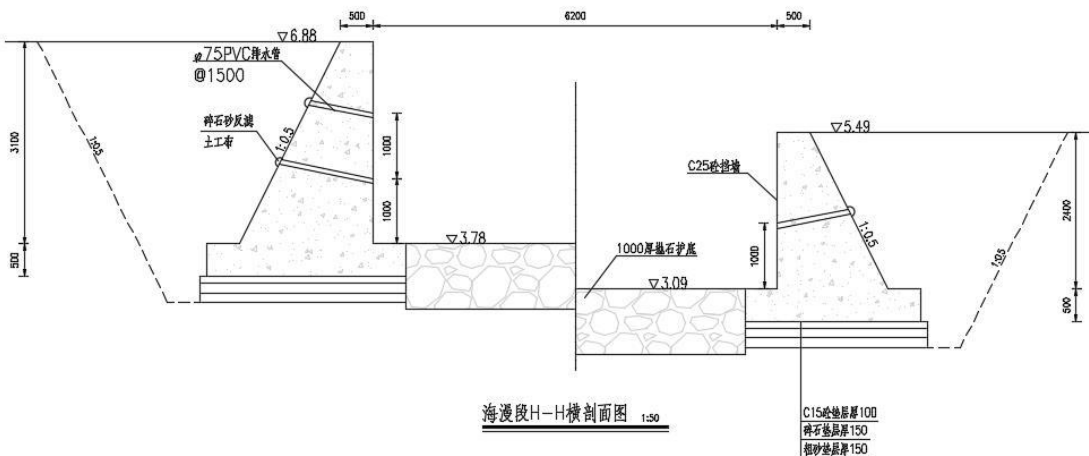 500
6200
500
▽6.88
φ75PVC排水管
@1500
碎石砂反滤
土工布
1:0.5
1:0.5
3100
500
1000
1000
▽3.78
1000厚抛石护底
▽3.09
C25砼挡墙
▽5.49
1000
1:0.5
1:0.5
2400
500
C15砼垫层厚100
碎石垫层厚150
粗砂垫层厚150
海漫段H-H横剖面图 1:50